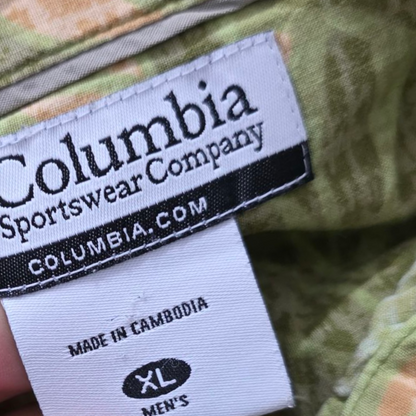 Columbia
Sportswear Company
COLUMBIA.COM
MADE IN CAMBODIA
XL
MEN'S